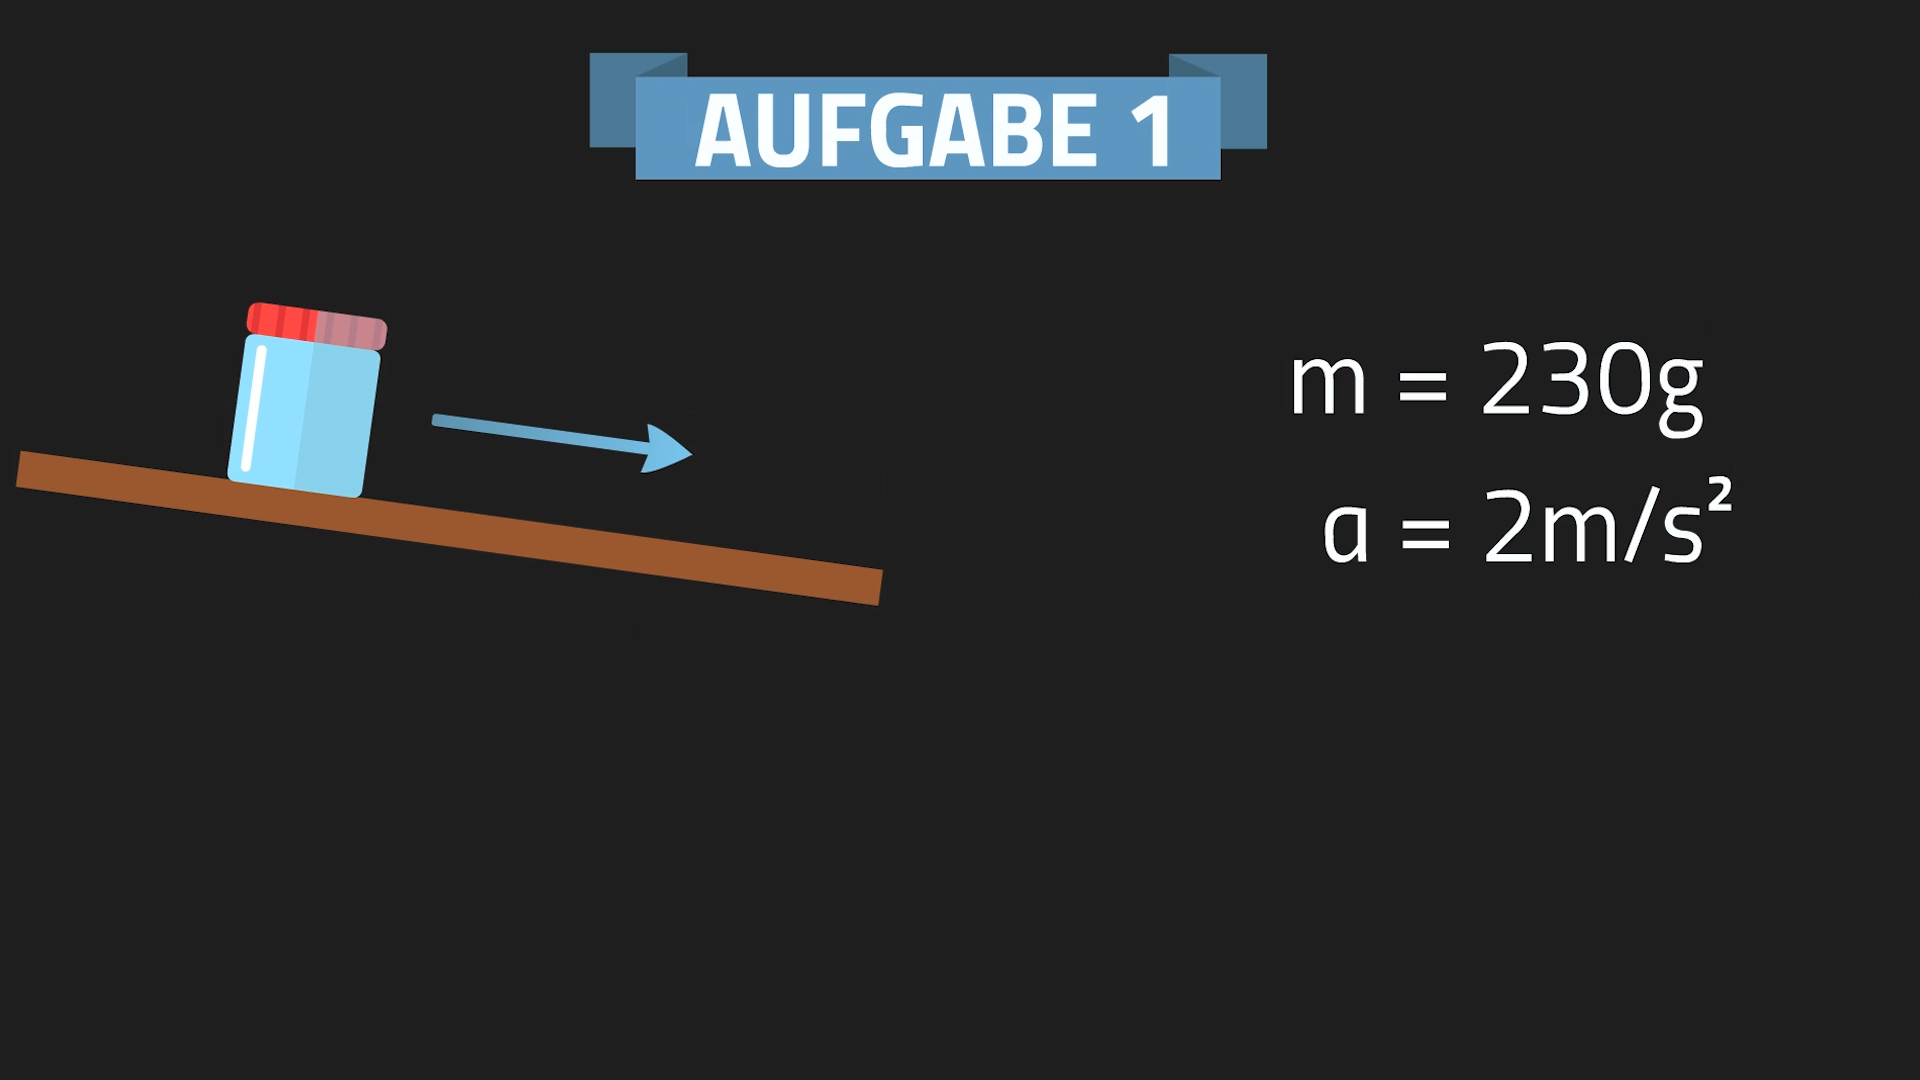 AUFGABE 1
m = 230g
a = 2m/s²